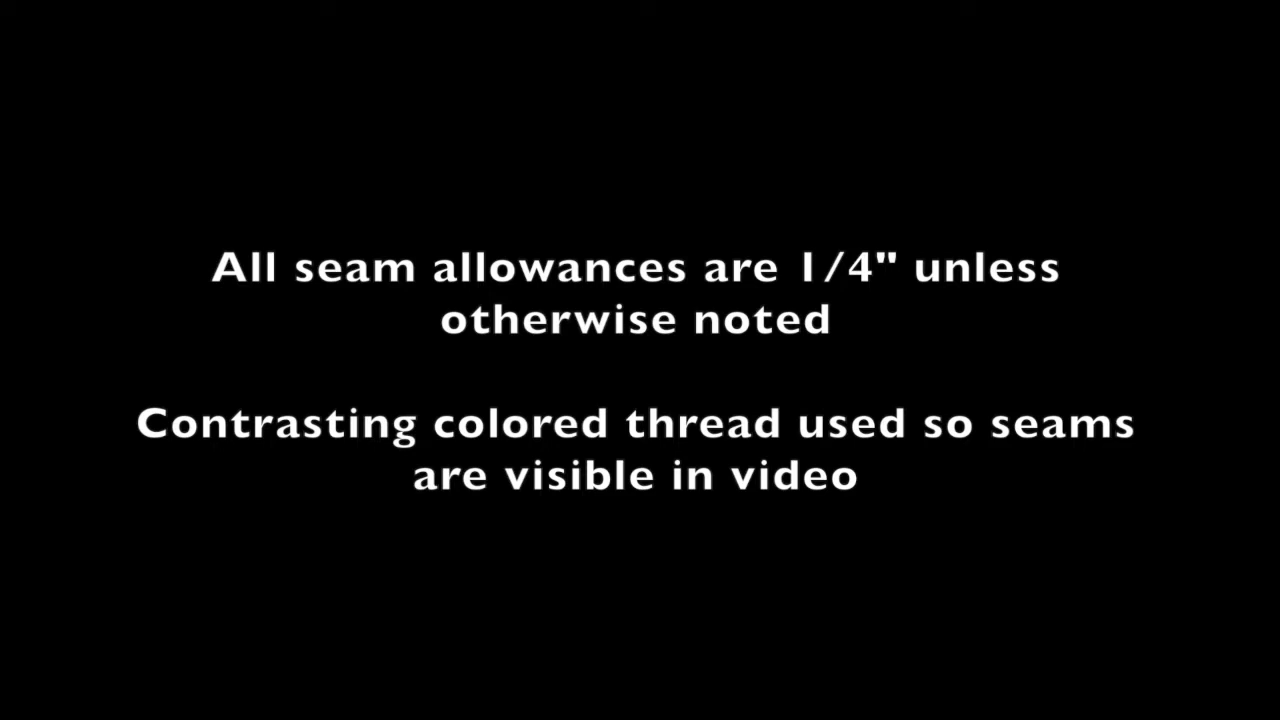 All seam allowances are 1/4" unless
otherwise noted
Contrasting colored thread used so seams
are visible in video